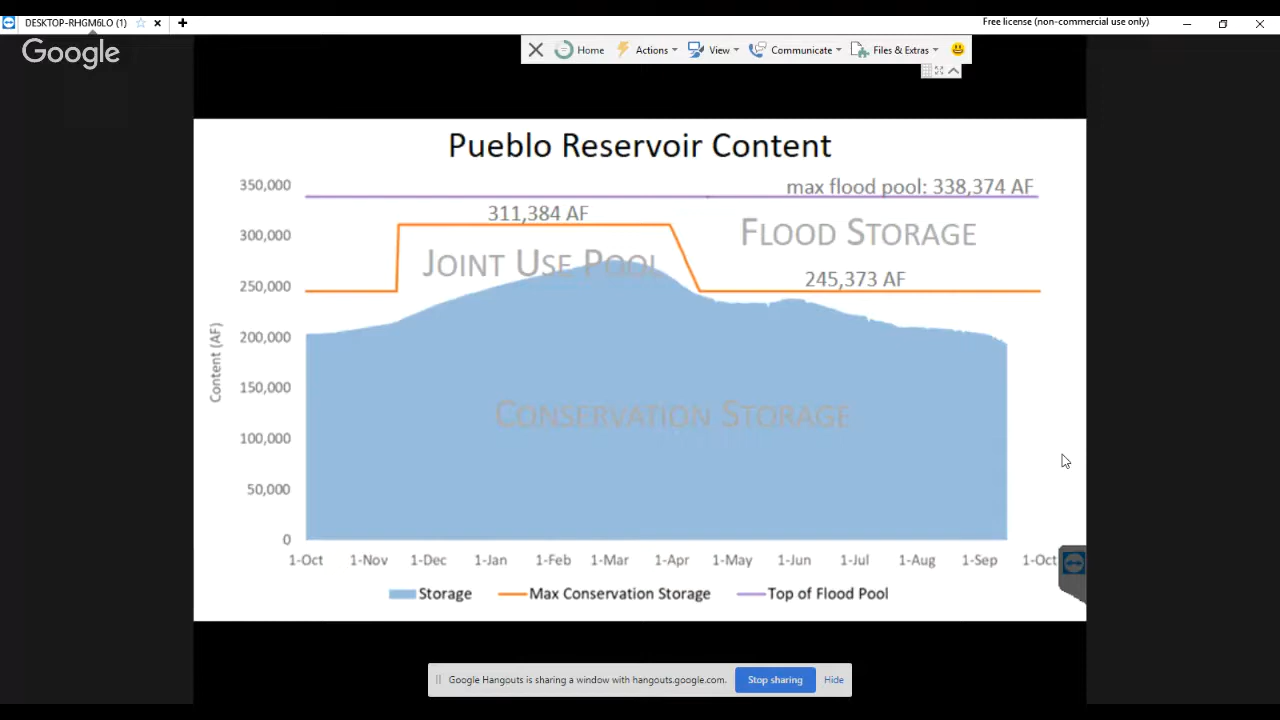 DESKTOP-RHGM6LO (1)
Free license (non-commercial use only)
Google
Home Actions View Communicate Files & Extras
Pueblo Reservoir Content
350,000
max flood pool: 338,374 AF
311,384 AF
300,000
FLOOD STORAGE
JOINT USE POOL
250,000
245,373 AF
200,000
Content (AF)
150,000
CONSERVATION STORAGE
100,000
50,000
0
1-Oct 1-Nov 1-Dec 1-Jan 1-Feb 1-Mar 1-Apr 1-May 1-Jun 1-Jul 1-Aug 1-Sep 1-Oct
Storage Max Conservation Storage Top of Flood Pool
Google Hangouts is sharing a window with hangouts.google.com. Stop sharing Hide